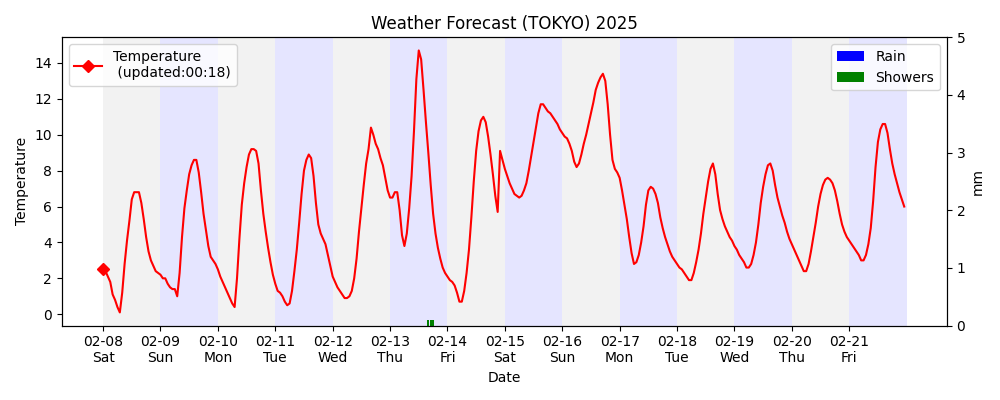 Weather Forecast (TOKYO) 2025
Temperature
(updated:00:18)
Rain
Showers
Temperature
14
12
10
8
6
4
2
0
5
4
3
2
1
0
mm
02-08 02-09 02-10 02-11 02-12 02-13 02-14 02-15 02-16 02-17 02-18 02-19 02-20 02-21
Sat Sun Mon Tue Wed Thu Fri Sat Sun Mon Tue Wed Thu Fri
Date